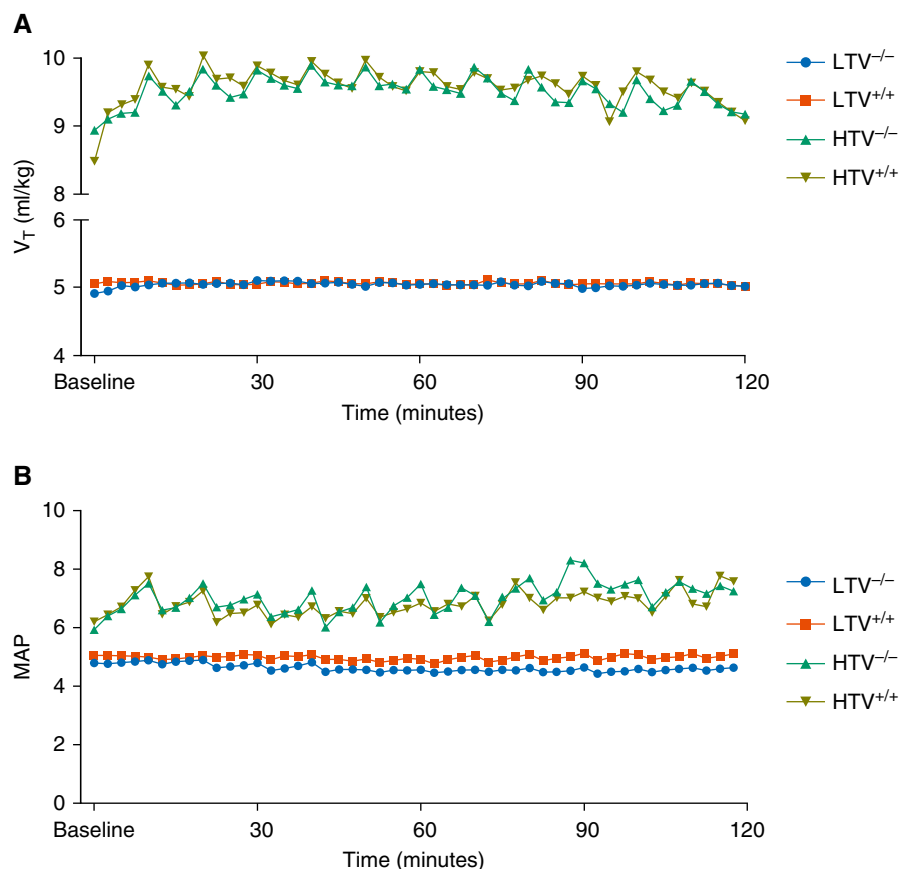 A
10
9
8
6
5
4
V_T (ml/kg)
Baseline 30 60 90 120
Time (minutes)
LTV–/–
LTV+/+
HTV–/–
HTV+/+
B
10
8
6
4
2
0
MAP
Baseline 30 60 90 120
Time (minutes)
LTV–/–
LTV+/+
HTV–/–
HTV+/+